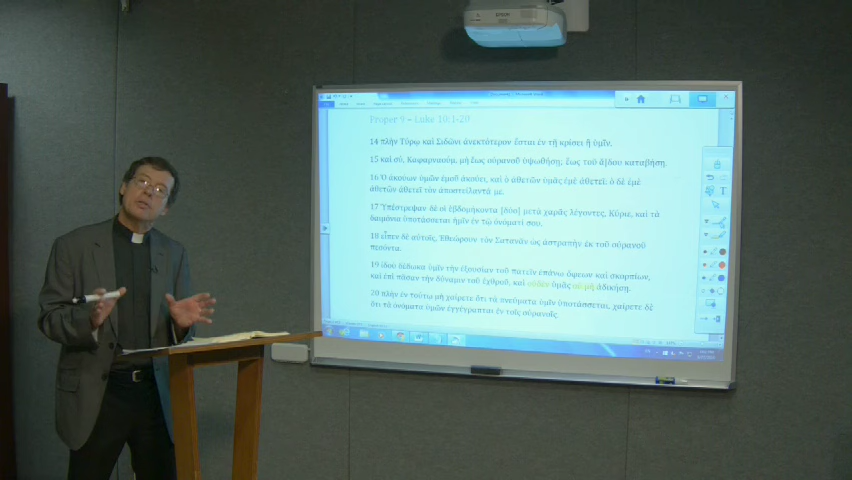 Proper 9 – Luke 10:1-20
14 πλὴν Τύρῳ καὶ Σιδῶνι ἀνεκτότερον ἔσται ἐν τῇ κρίσει ἢ ὑμῖν.
15 καὶ σύ, Καφαρναούμ, μὴ ἕως οὐρανοῦ ὑψωθήσῃ; ἕως τοῦ ᾅδου καταβήσῃ.
16 Ὁ ἀκούων ὑμῶν ἐμοῦ ἀκούει, καὶ ὁ ἀθετῶν ὑμᾶς ἐμὲ ἀθετεῖ· ὁ δὲ ἐμὲ
ἀθετῶν ἀθετεῖ τὸν ἀποστείλαντά με.
17 Ὑπέστρεψαν δὲ οἱ ἑβδομήκοντα [δύο] μετὰ χαρᾶς λέγοντες, Κύριε, καὶ τὰ
δαιμόνια ὑποτάσσεται ἡμῖν ἐν τῷ ὀνόματί σου.
18 εἶπεν δὲ αὐτοῖς, Ἐθεώρουν τὸν Σατανᾶν ὡς ἀστραπὴν ἐκ τοῦ οὐρανοῦ
πεσόντα.
19 ἰδοὺ δέδωκα ὑμῖν τὴν ἐξουσίαν τοῦ πατεῖν ἐπάνω ὄφεων καὶ σκορπίων,
καὶ ἐπὶ πᾶσαν τὴν δύναμιν τοῦ ἐχθροῦ, καὶ οὐδὲν ὑμᾶς οὐ μὴ ἀδικήσῃ.
20 πλὴν ἐν τούτῳ μὴ χαίρετε ὅτι τὰ πνεύματα ὑμῖν ὑποτάσσεται, χαίρετε δὲ
ὅτι τὰ ὀνόματα ὑμῶν ἐγγέγραπται ἐν τοῖς οὐρανοῖς.